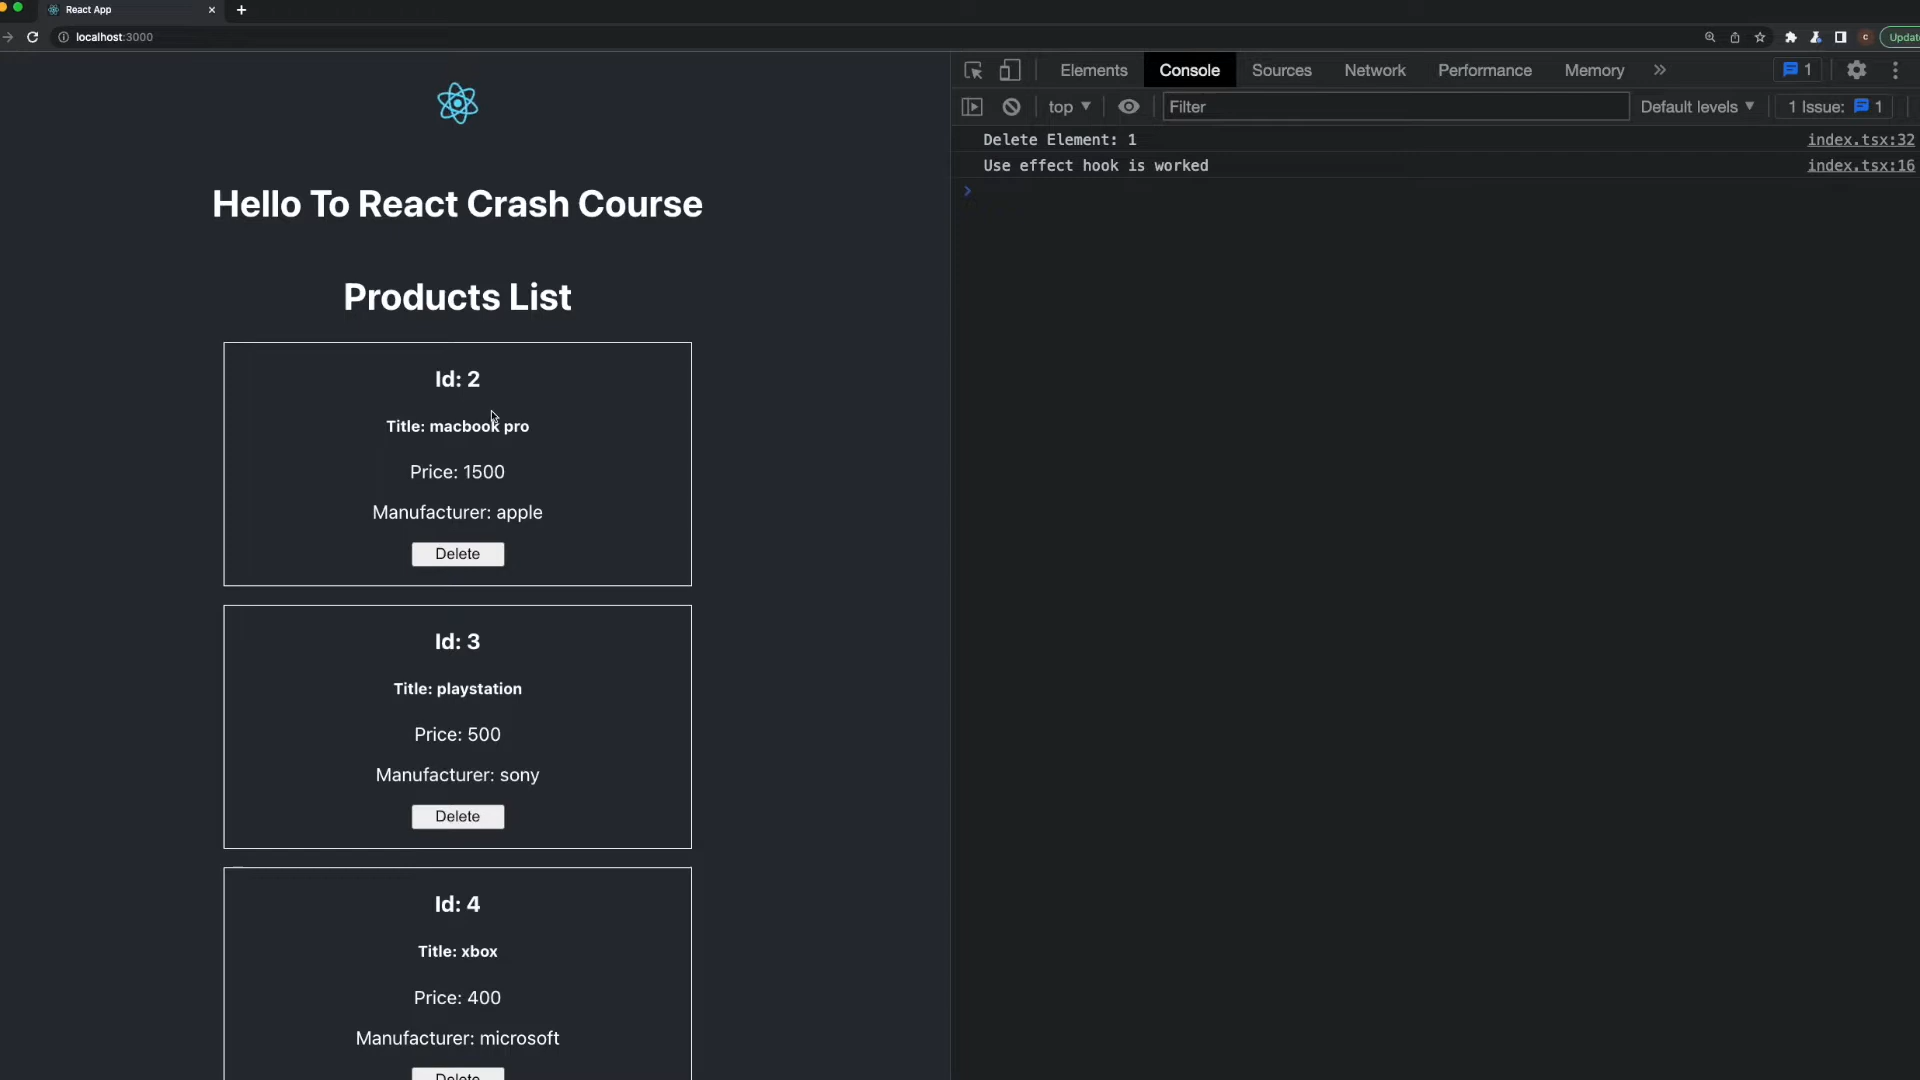 React App
localhost:3000
Update
Elements Console Sources Network Performance Memory 1
top Filter Default levels 1 Issue: 1
Delete Element: 1 index.tsx:32
Use effect hook is worked index.tsx:16
Hello To React Crash Course
Products List
Id: 2
Title: macbook pro
Price: 1500
Manufacturer: apple
Delete
Id: 3
Title: playstation
Price: 500
Manufacturer: sony
Delete
Id: 4
Title: xbox
Price: 400
Manufacturer: microsoft
Delete